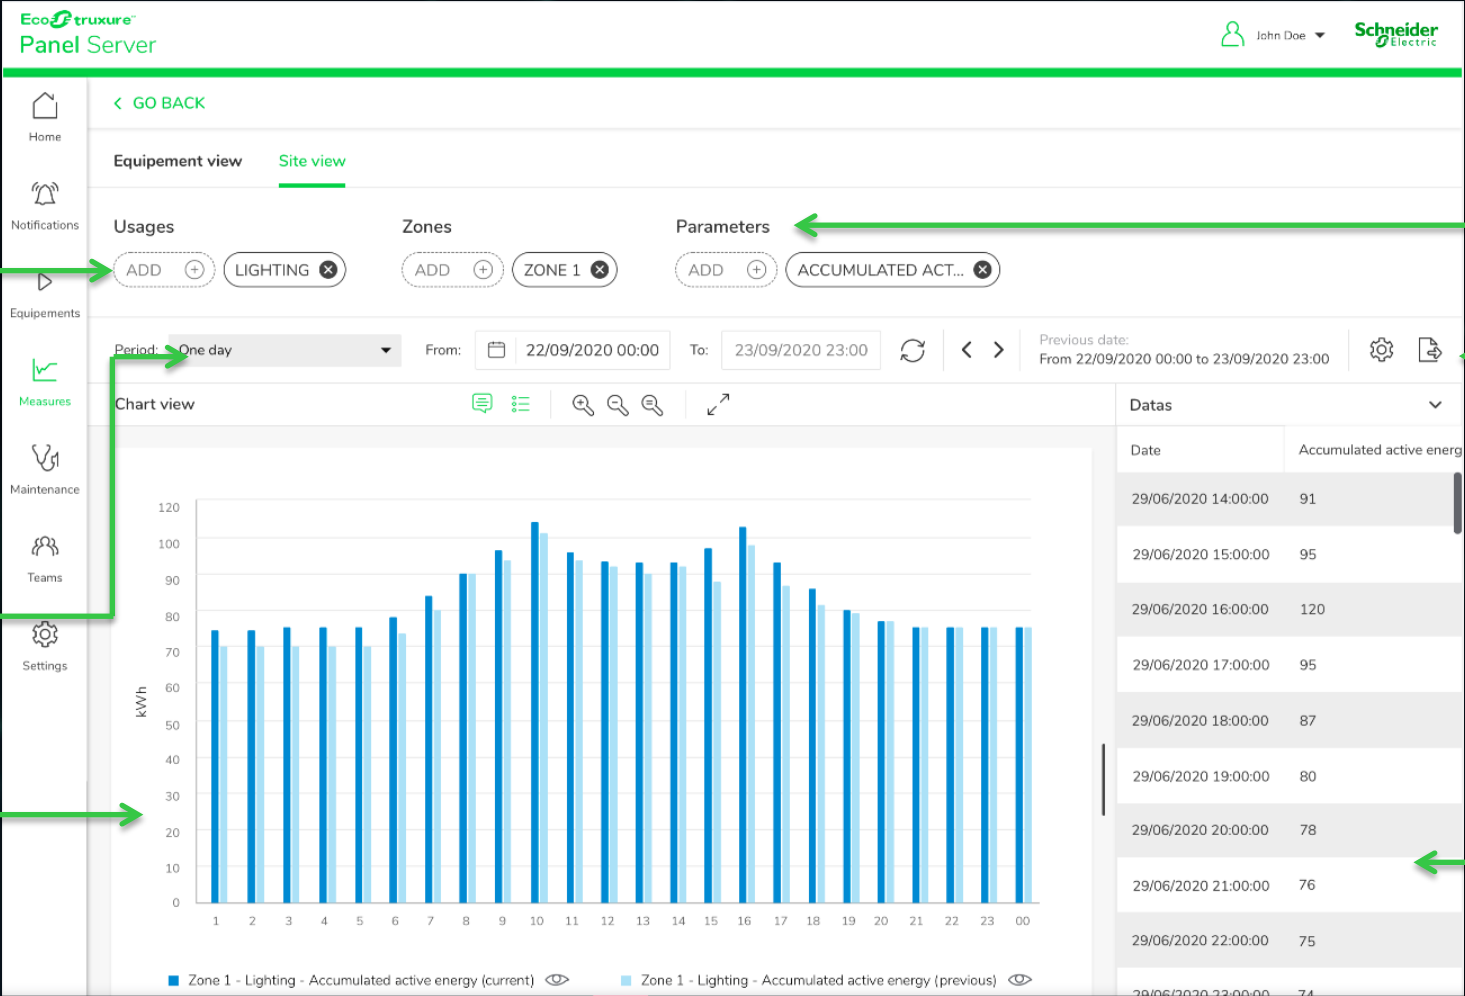 EcoStruxure™
Panel Server
John Doe
Schneider Electric
Home
Notifications
Equipements
Measures
Maintenance
Teams
Settings
GO BACK
Equipement view Site view
Usages Zones Parameters
ADD LIGHTING ADD ZONE 1 ADD ACCUMULATED ACT...
Period: One day From: 22/09/2020 00:00 To: 23/09/2020 23:00
Previous date:
From 22/09/2020 00:00 to 23/09/2020 23:00
Chart view
120
100
90
80
70
60
50
40
30
20
10
0
kWh
1 2 3 4 5 6 7 8 9 10 11 12 13 14 15 16 17 18 19 20 21 22 23 00
Zone 1 - Lighting - Accumulated active energy (current) Zone 1 - Lighting - Accumulated active energy (previous)
Datas
Date Accumulated active energ
29/06/2020 14:00:00 91
29/06/2020 15:00:00 95
29/06/2020 16:00:00 120
29/06/2020 17:00:00 95
29/06/2020 18:00:00 87
29/06/2020 19:00:00 80
29/06/2020 20:00:00 78
29/06/2020 21:00:00 76
29/06/2020 22:00:00 75
29/06/2020 23:00:00 74